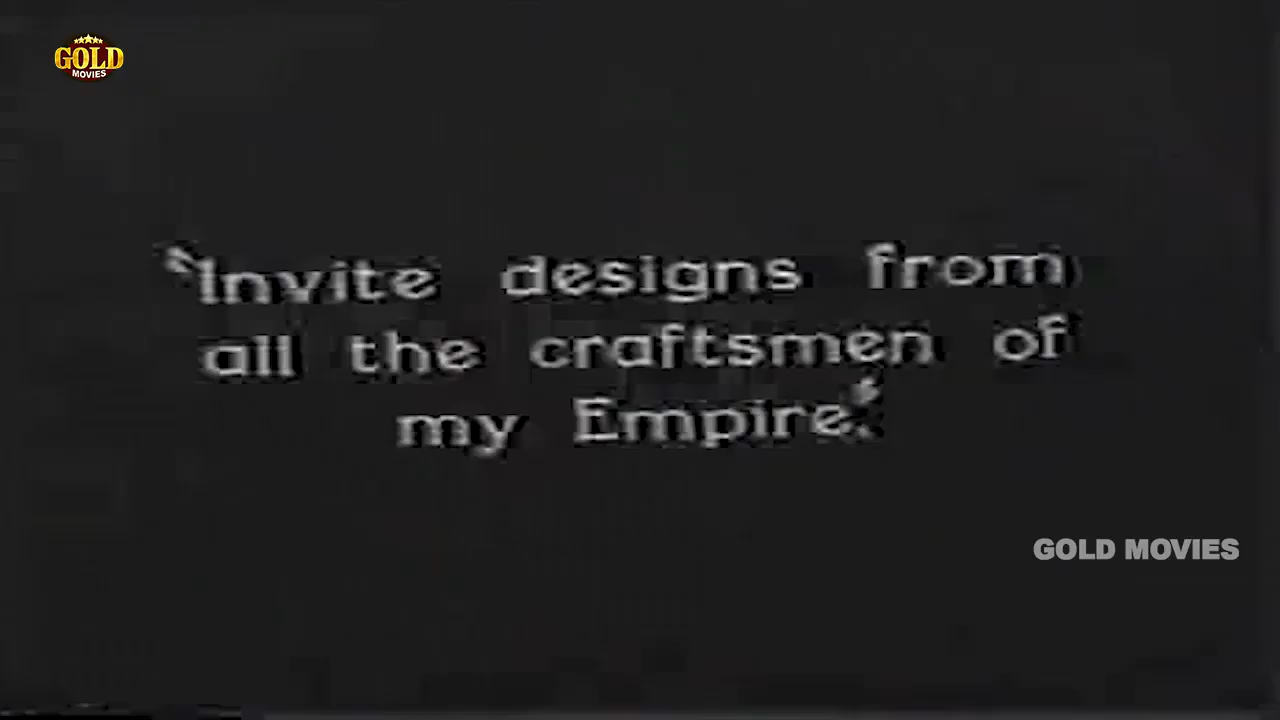 GOLD
MOVIES
"Invite designs from
all the craftsmen of
my Empire."
GOLD MOVIES